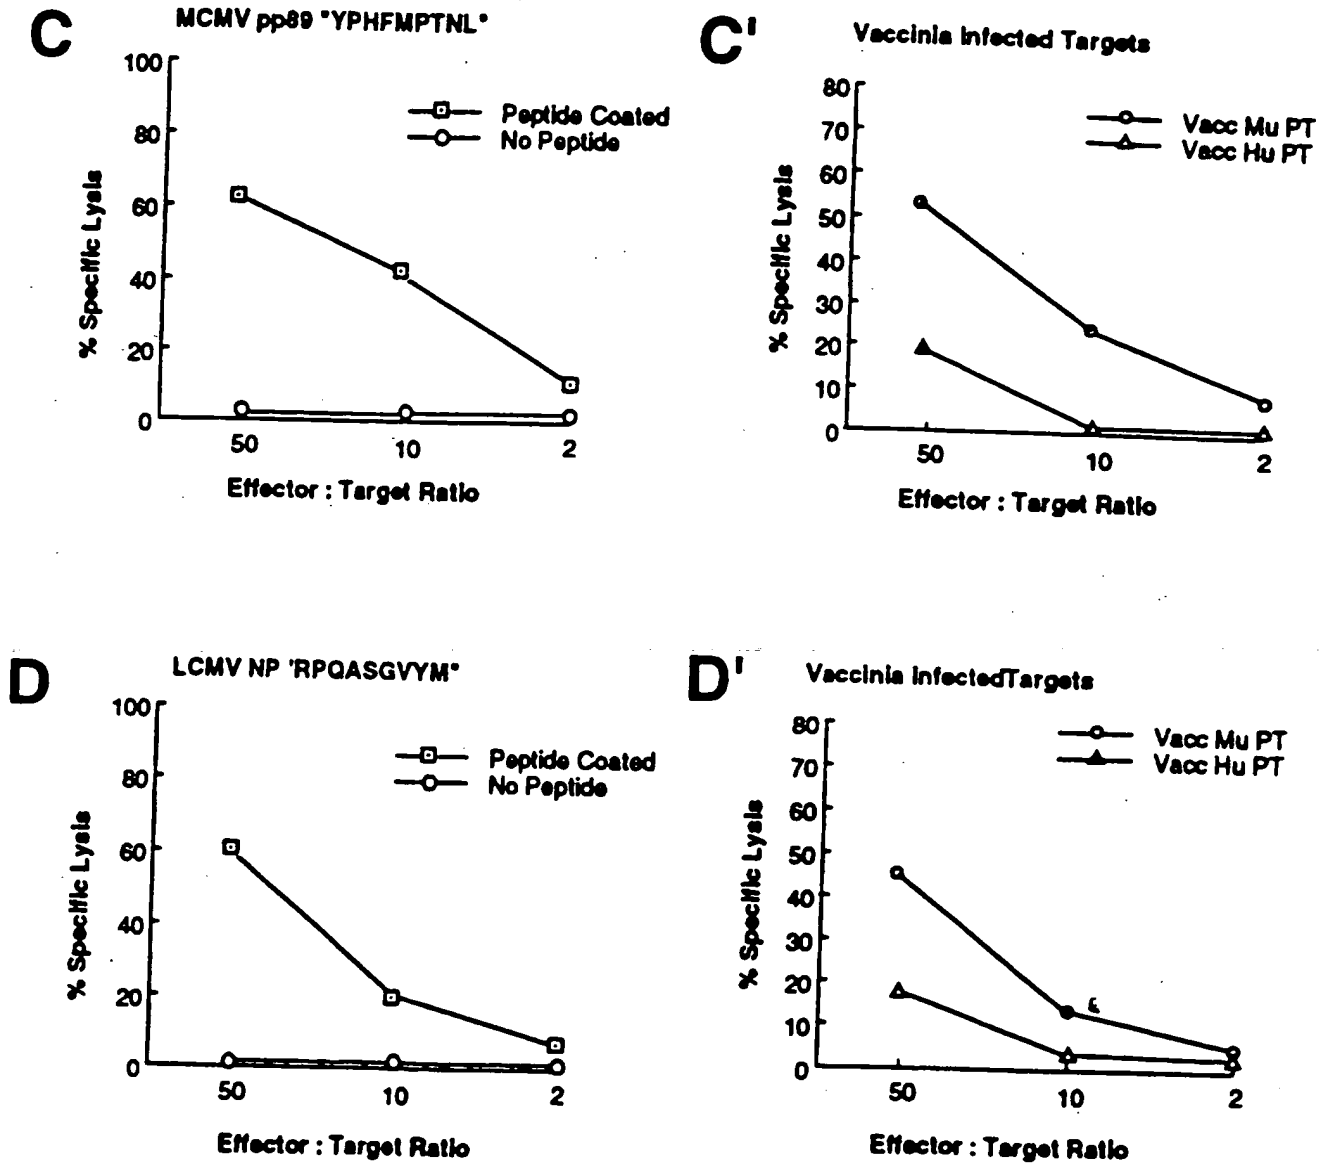 C
MCMV pp89 "YPHFMPTNL"
100
80
60
40
20
0
% Specific Lysis
Peptide Coated
No Peptide
50 10 2
Effector : Target Ratio
C'
Vaccinia Infected Targets
80
70
60
50
40
30
20
10
0
% Specific Lysis
Vacc Mu PT
Vacc Hu PT
50 10 2
Effector : Target Ratio
D
LCMV NP 'RPQASGVYM"
100
80
60
40
20
0
% Specific Lysis
Peptide Coated
No Peptide
50 10 2
Effector : Target Ratio
D'
Vaccinia InfectedTargets
80
70
60
50
40
30
20
10
0
% Specific Lysis
Vacc Mu PT
Vacc Hu PT
50 10 2
Effector : Target Ratio